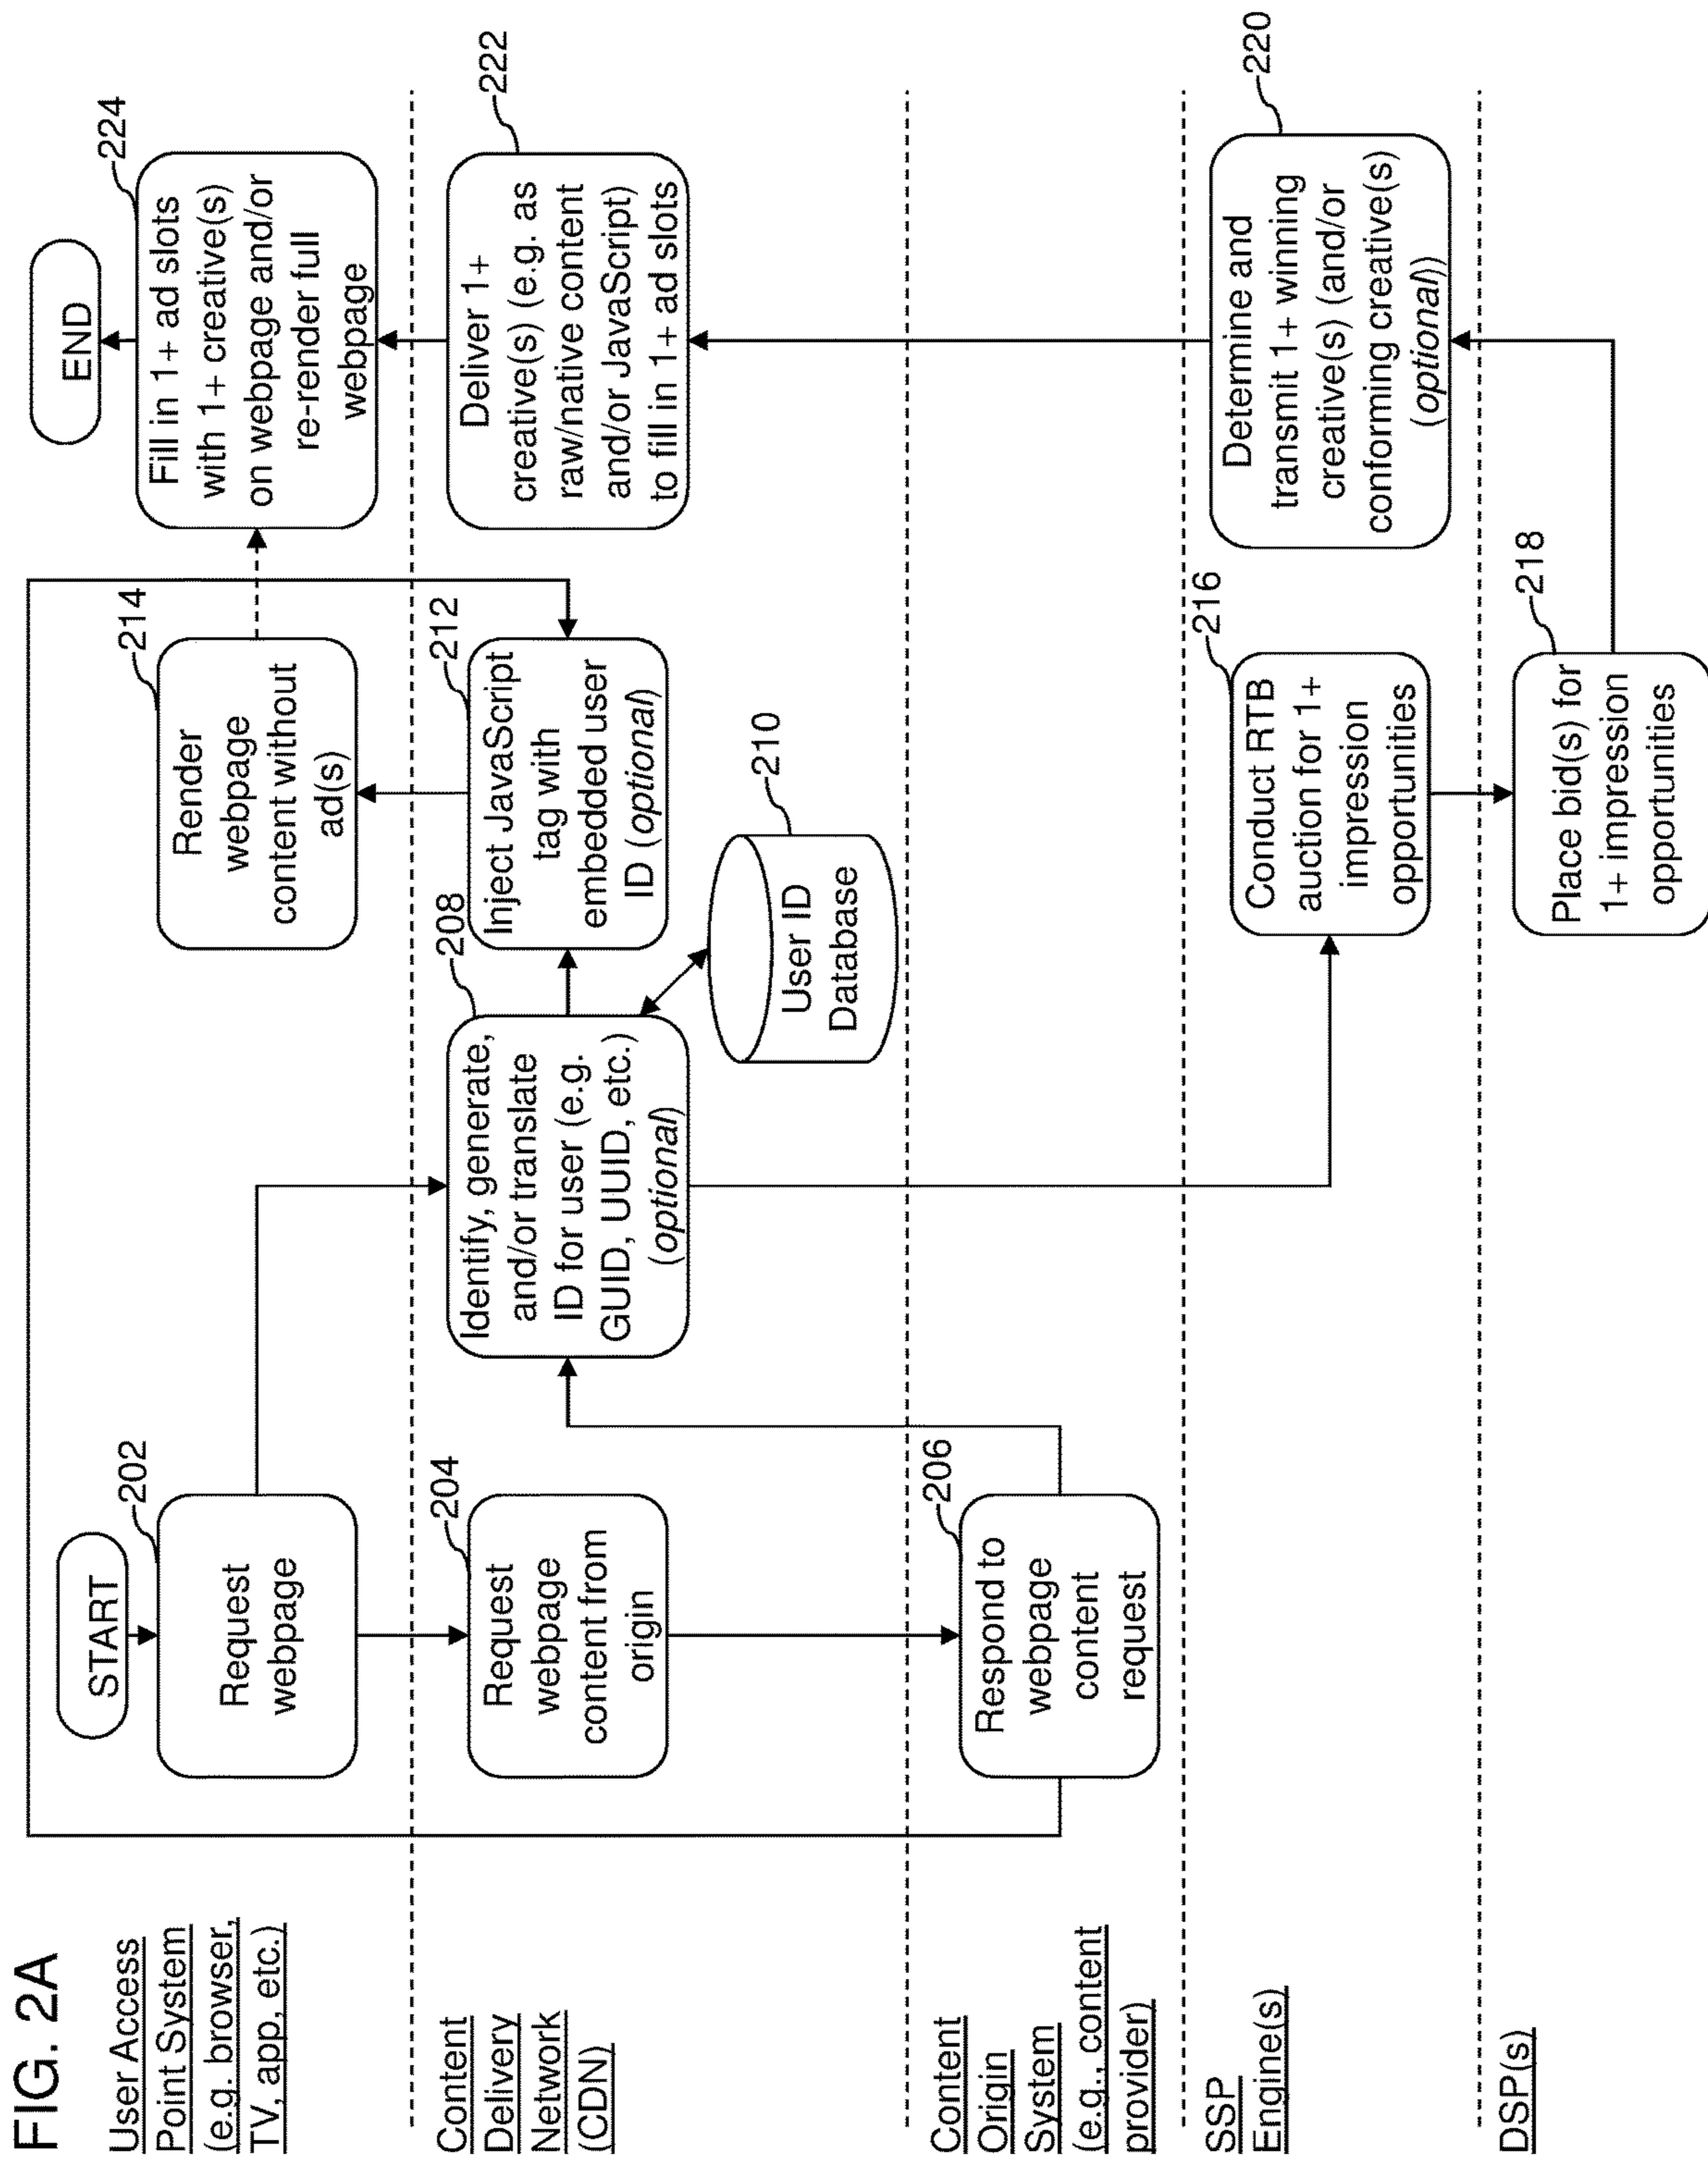 FIG. 2A
User Access
Point System
(e.g. browser,
TV, app, etc.)
START
202
Request
webpage
214
Render
webpage
content without
ad(s)
END
224
Fill in 1+ ad slots
with 1+ creative(s)
on webpage and/or
re-render full
webpage
Content
Delivery
Network
(CDN)
204
Request
webpage
content from
origin
208
Identify, generate,
and/or translate
ID for user (e.g.
GUID, UUID, etc.)
(optional)
212
Inject JavaScript
tag with
embedded user
ID (optional)
210
User ID
Database
222
Deliver 1+
creative(s) (e.g. as
raw/native content
and/or JavaScript)
to fill in 1+ ad slots
Content
Origin
System
(e.g., content
provider)
206
Respond to
webpage
content
request
SSP
Engine(s)
216
Conduct RTB
auction for 1+
impression
opportunities
220
Determine and
transmit 1+ winning
creative(s) (and/or
conforming creative(s)
(optional))
DSP(s)
218
Place bid(s) for
1+ impression
opportunities